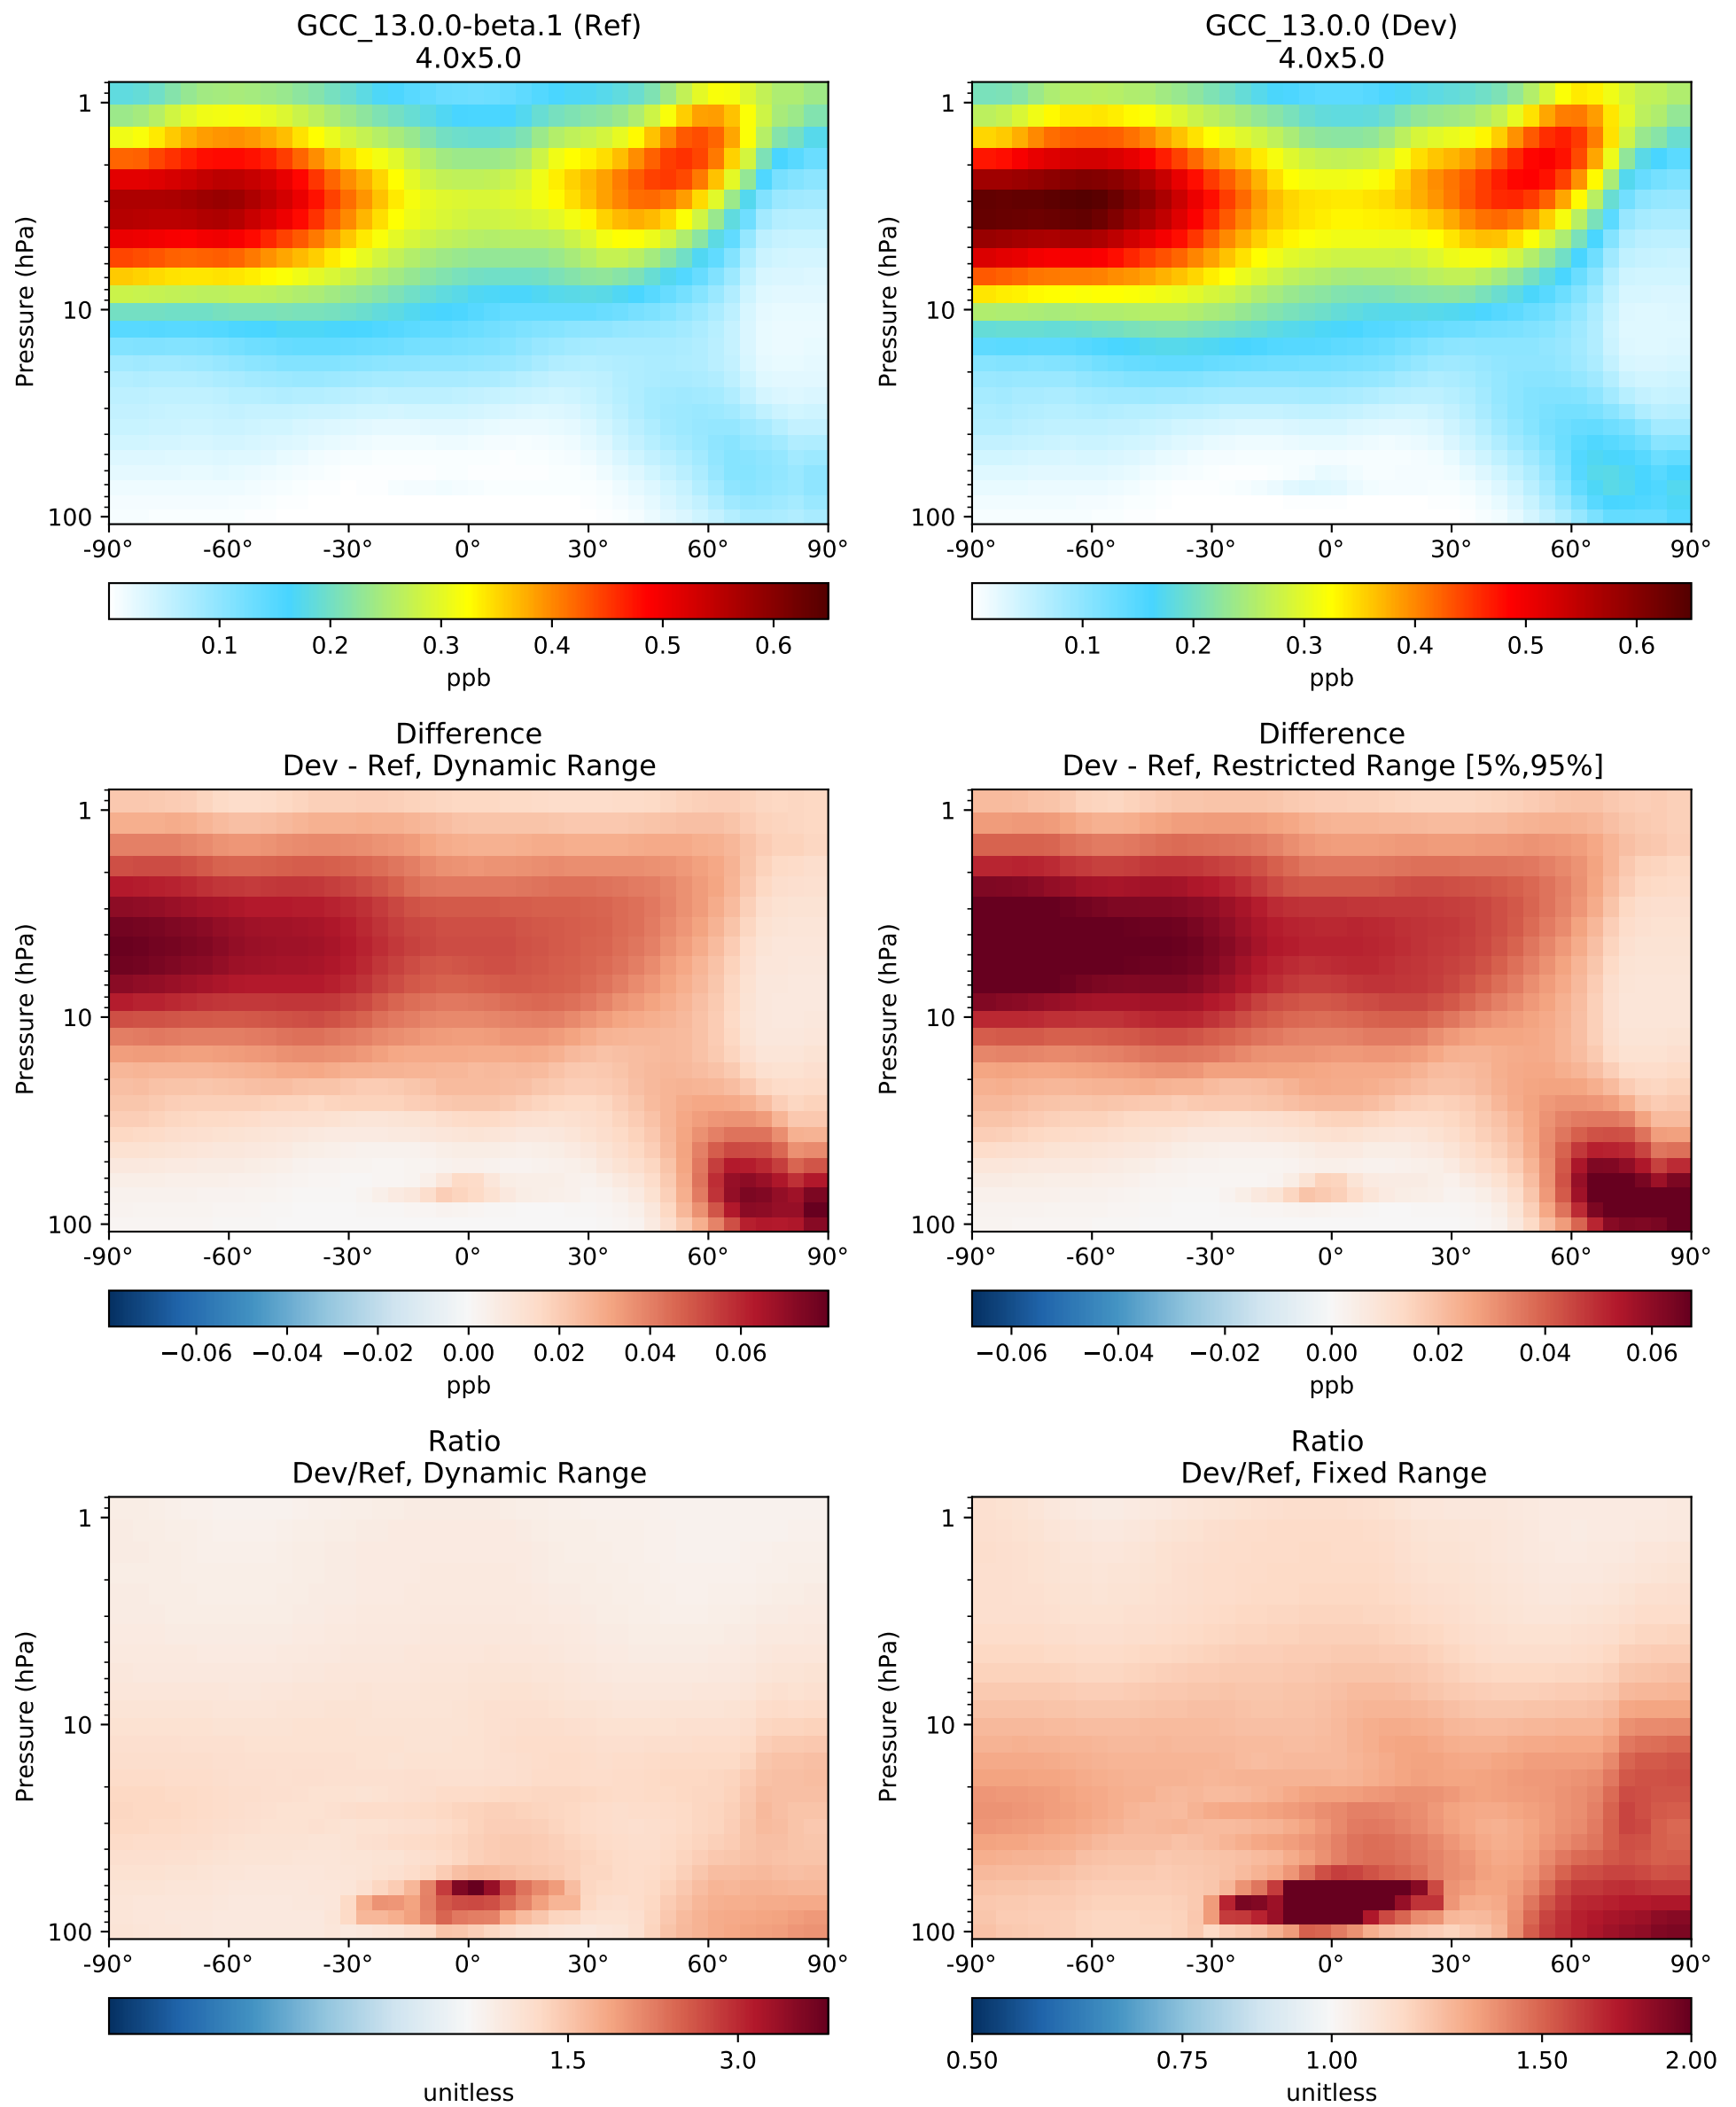 GCC_13.0.0-beta.1 (Ref)
4.0x5.0
Pressure (hPa)
1
10
100
-90° -60° -30° 0° 30° 60° 90°
0.1 0.2 0.3 0.4 0.5 0.6
ppb
GCC_13.0.0 (Dev)
4.0x5.0
Pressure (hPa)
1
10
100
-90° -60° -30° 0° 30° 60° 90°
0.1 0.2 0.3 0.4 0.5 0.6
ppb
Difference
Dev - Ref, Dynamic Range
Pressure (hPa)
1
10
100
-90° -60° -30° 0° 30° 60° 90°
−0.06 −0.04 −0.02 0.00 0.02 0.04 0.06
ppb
Difference
Dev - Ref, Restricted Range [5%,95%]
Pressure (hPa)
1
10
100
-90° -60° -30° 0° 30° 60° 90°
−0.06 −0.04 −0.02 0.00 0.02 0.04 0.06
ppb
Ratio
Dev/Ref, Dynamic Range
Pressure (hPa)
1
10
100
-90° -60° -30° 0° 30° 60° 90°
1.5 3.0
unitless
Ratio
Dev/Ref, Fixed Range
Pressure (hPa)
1
10
100
-90° -60° -30° 0° 30° 60° 90°
0.50 0.75 1.00 1.50 2.00
unitless